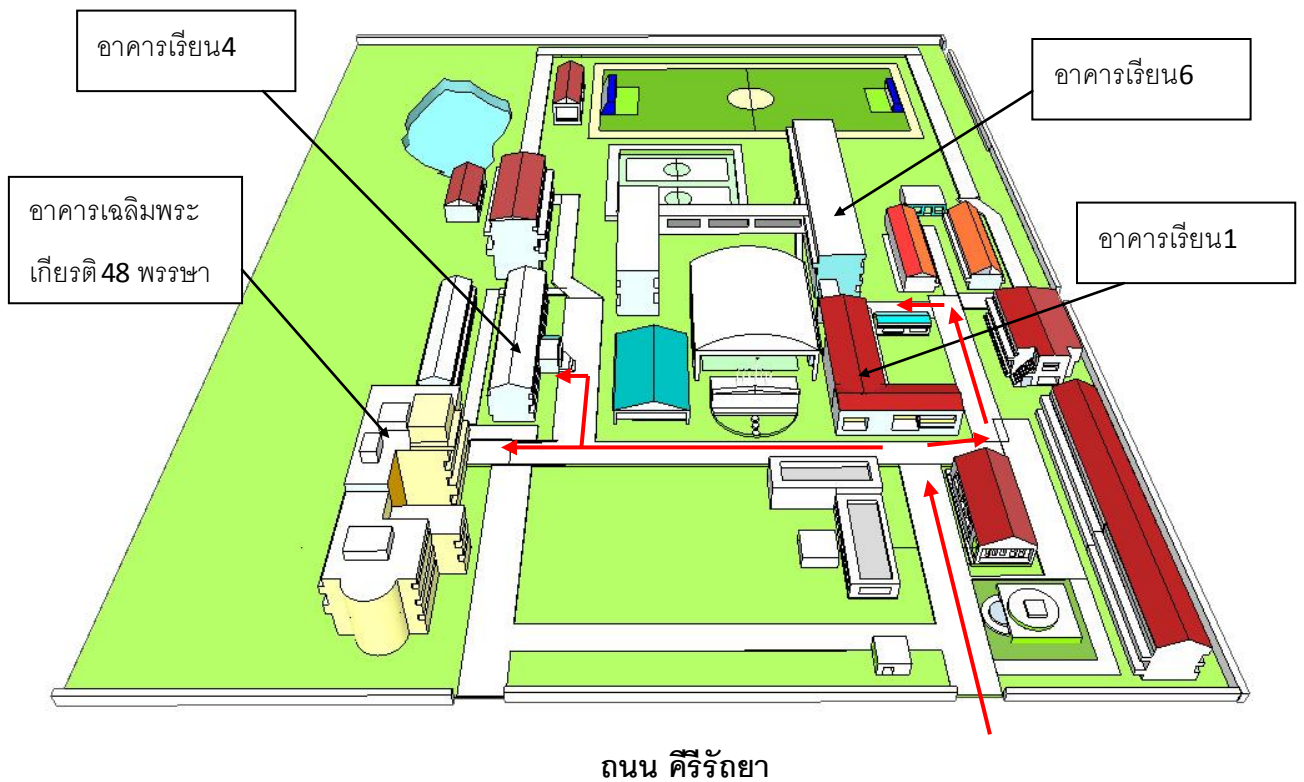 อาคารเรียน4
อาคารเรียน6
อาคารเฉลิมพระ
เกียรติ 48 พรรษา
อาคารเรียน1
ถนน คีรีรัถยา